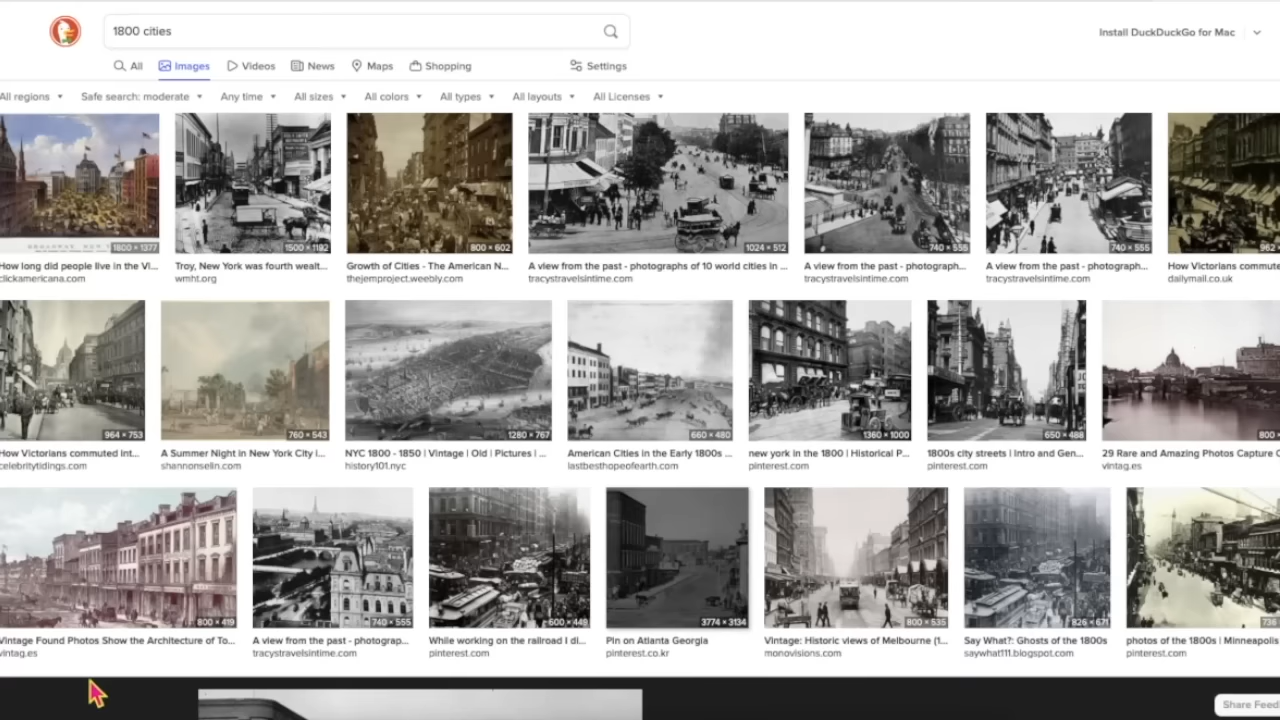 1800 cities
Install DuckDuckGo for Mac
All Images Videos News Maps Shopping Settings
All regions Safe search: moderate Any time All sizes All colors All types All layouts All Licenses
1800 × 1377 1500 × 1192 800 × 602 1024 × 512 740 × 555 740 × 555 962
How long did people live in the Vi... Troy, New York was fourth wealt... Growth of Cities - The American N... A view from the past - photographs of 10 world cities in ... A view from the past - photograph... A view from the past - photograph... How Victorians commute
clickamericana.com wmht.org thejemproject.weebly.com tracystravelsintime.com tracystravelsintime.com tracystravelsintime.com dailymail.co.uk
964 × 753 760 × 543 1280 × 767 660 × 480 1360 × 1000 650 × 488 800 ×
How Victorians commuted int... A Summer Night in New York City i... NYC 1800 - 1850 | Vintage | Old | Pictures | ... American Cities in the Early 1800s ... new york in the 1800 | Historical P... 1800s city streets | Intro and Gen... 29 Rare and Amazing Photos Capture
celebritytidings.com shannonselin.com history101.nyc lastbesthopeofearth.com pinterest.com pinterest.com vintag.es
800 × 419 740 × 555 600 × 449 3774 × 3134 800 × 535 826 × 671 736
Vintage Found Photos Show the Architecture of To... A view from the past - photograp... While working on the railroad I di... Pin on Atlanta Georgia Vintage: Historic views of Melbourne (1... Say What?: Ghosts of the 1800s photos of the 1800s | Minneapolis
vintag.es tracystravelsintime.com pinterest.com pinterest.co.kr monovisions.com saywhat111.blogspot.com pinterest.com
Share Feed